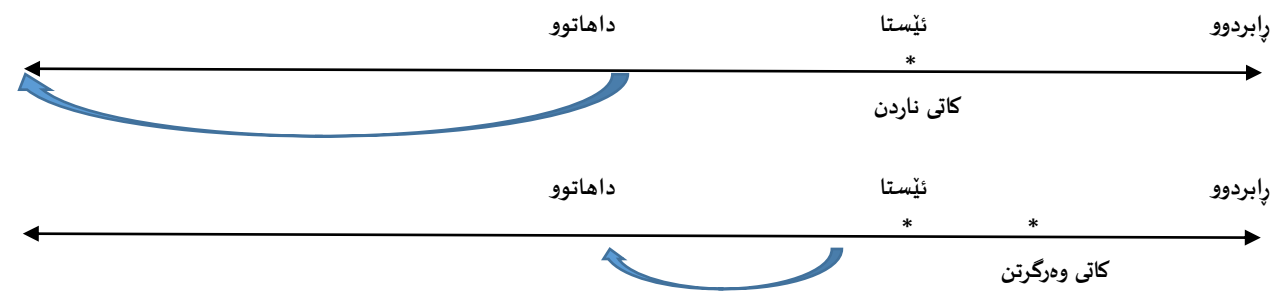 ڕابردوو ئێستا داهاتوو
*
کاتی ناردن
ڕابردوو ئێستا داهاتوو
* *
کاتی وەرگرتن